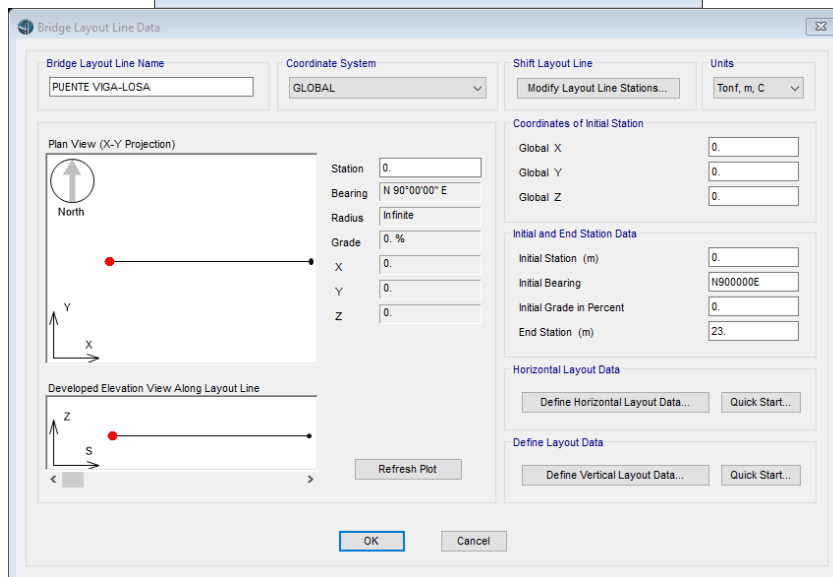 Bridge Layout Line Data
Bridge Layout Line Name
PUENTE VIGA-LOSA
Coordinate System
GLOBAL
Shift Layout Line
Modify Layout Line Stations...
Units
Tonf, m, C
Plan View (X-Y Projection)
North
Y
X
Station 0.
Bearing N 90°00'00" E
Radius Infinite
Grade 0. %
X 0.
Y 0.
Z 0.
Coordinates of Initial Station
Global X 0.
Global Y 0.
Global Z 0.
Initial and End Station Data
Initial Station (m) 0.
Initial Bearing N900000E
Initial Grade in Percent 0.
End Station (m) 23.
Developed Elevation View Along Layout Line
Z
S
Refresh Plot
Horizontal Layout Data
Define Horizontal Layout Data... Quick Start...
Define Layout Data
Define Vertical Layout Data... Quick Start...
OK Cancel